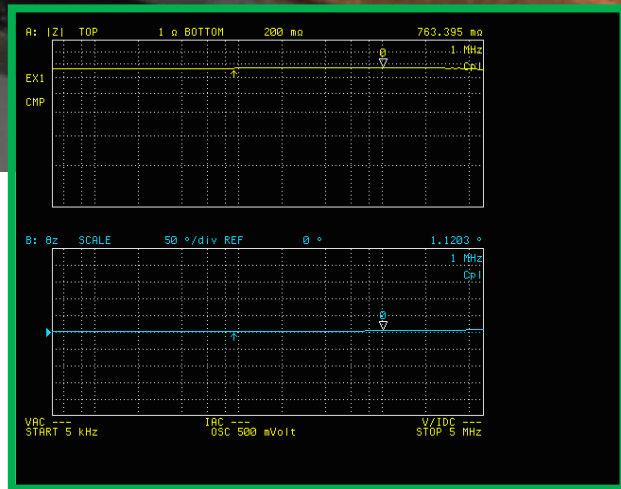 A: |Z| TOP 1 Ω BOTTOM 200 mΩ 763.395 mΩ
0 1 MHz
Cpl
EX1
CMP
B: θz SCALE 50 °/div REF 0 ° 1.1203 °
1 MHz
Cpl
0
VAC --- IAC --- V/IDC ---
START 5 kHz OSC 500 mVolt STOP 5 MHz